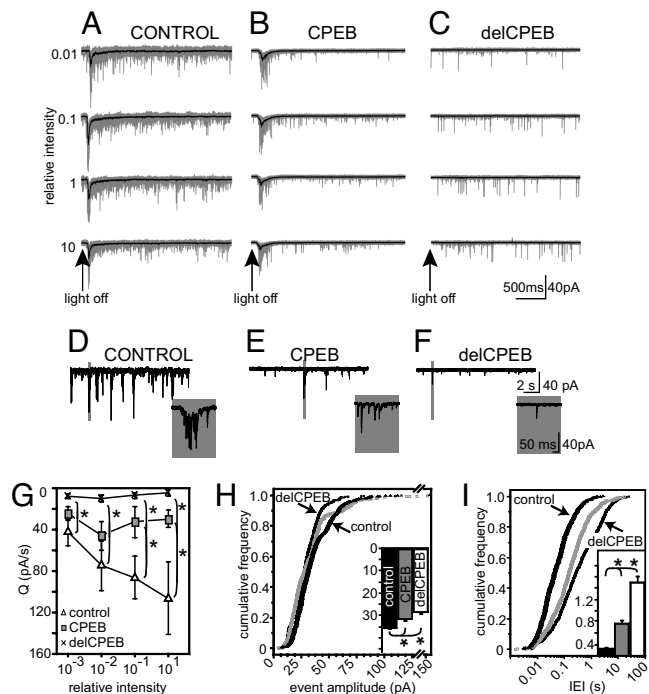 A CONTROL B CPEB C delCPEB
0.01
0.1
1
10
relative intensity
light off light off light off
500ms 40pA
D CONTROL E CPEB F delCPEB
2 s 40 pA
50 ms 40pA
G
0
40
80
120
160
Q (pA/s)
* * * * * *
control
CPEB
delCPEB
10-3 10-2 10-1 101
relative intensity
H
1.0
0.8
0.6
0.4
0.2
0
cumulative frequency
delCPEB
control
0
10
20
30
control CPEB delCPEB
* *
0 25 50 75 100 125 150
event amplitude (pA)
I
1.0
0.8
0.6
0.4
0.2
0
cumulative frequency
control
delCPEB
* *
1.2
0.8
0.4
0.01 0.1 1 10 100
IEI (s)